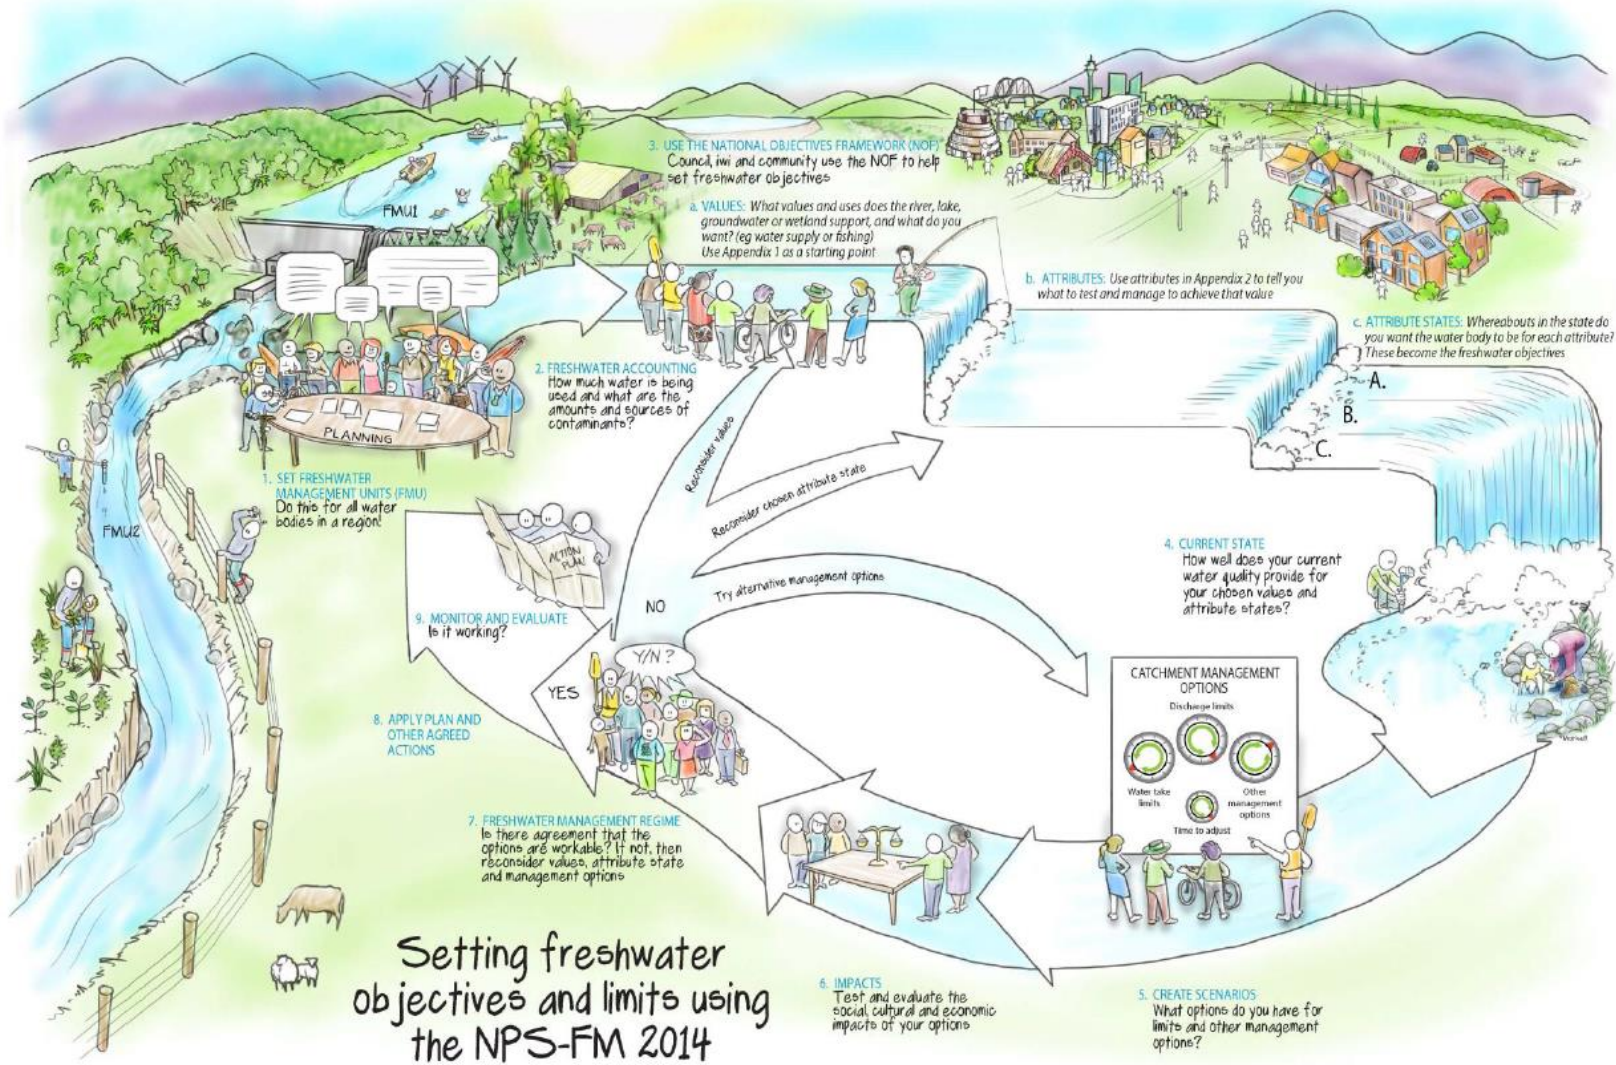 3. USE THE NATIONAL OBJECTIVES FRAMEWORK (NOF)
Council, iwi and community use the NOF to help
set freshwater objectives
a. VALUES: What values and uses does the river, lake,
groundwater or wetland support, and what do you
want? (eg water supply or fishing)
Use Appendix 1 as a starting point
b. ATTRIBUTES: Use attributes in Appendix 2 to tell you
what to test and manage to achieve that value
c. ATTRIBUTE STATES: Whereabouts in the state do
you want the water body to be for each attribute?
These become the freshwater objectives
A.
B.
C.
FMU1
2. FRESHWATER ACCOUNTING
How much water is being
used and what are the
amounts and sources of
contaminants?
PLANNING
1. SET FRESHWATER
MANAGEMENT UNITS (FMU)
Do this for all water
bodies in a region!
FMU2
Reconsider values
Reconsider chosen attribute state
Try alternative management options
NO
ACTION
PLAN!
9. MONITOR AND EVALUATE
Is it working?
Y/N ?
YES
4. CURRENT STATE
How well does your current
water quality provide for
your chosen values and
attribute states?
CATCHMENT MANAGEMENT
OPTIONS
Discharge limits
Water take
limits
Other
management
options
Time to adjust
8. APPLY PLAN AND
OTHER AGREED
ACTIONS
7. FRESHWATER MANAGEMENT REGIME
Is there agreement that the
options are workable? If not, then
reconsider values, attribute state
and management options
6. IMPACTS
Test and evaluate the
social, cultural and economic
impacts of your options
5. CREATE SCENARIOS
What options do you have for
limits and other management
options?
Setting freshwater
objectives and limits using
the NPS-FM 2014